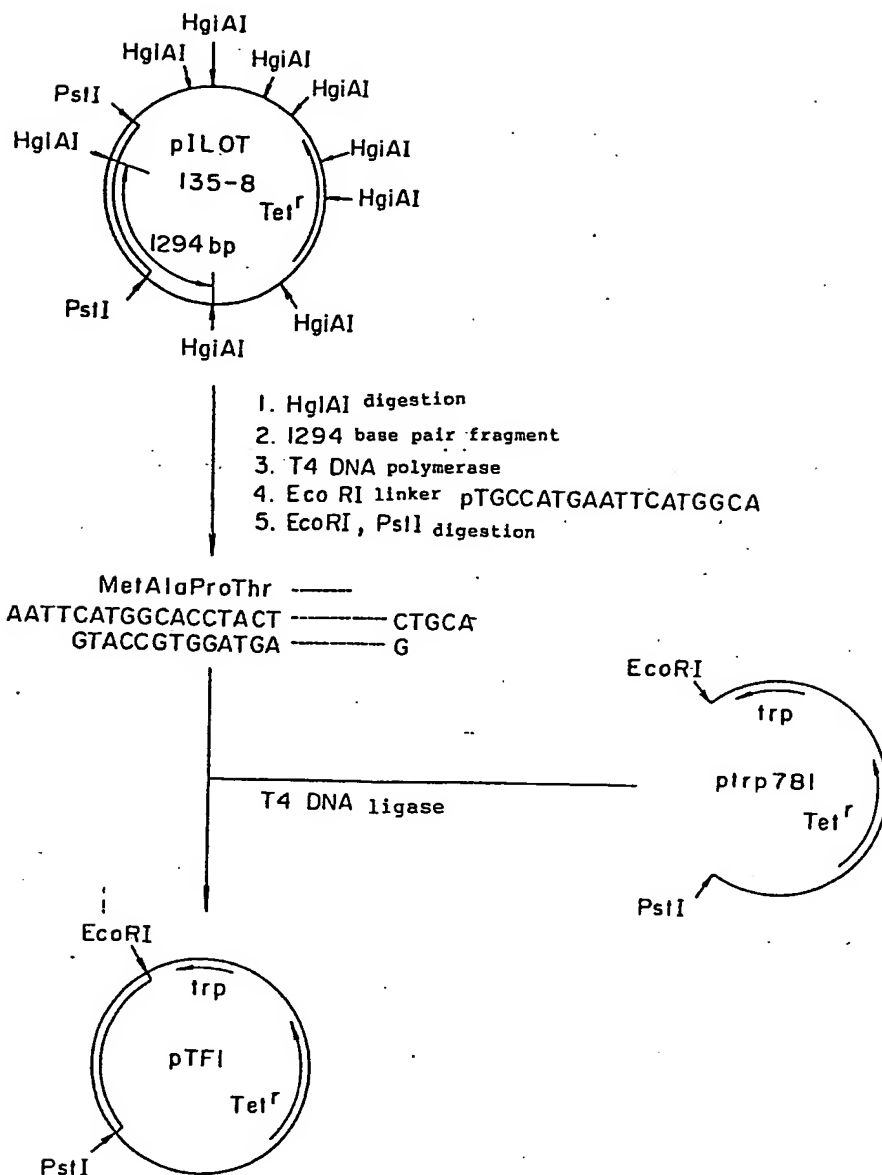 HgiAI
HgiAI
HgiAI
HgiAI
PstI
HgiAI
pILOT
135-8
HgiAI
Tet^r
HgiAI
1294 bp
PstI
HgiAI
HgiAI
1. HgiAI digestion
2. 1294 base pair fragment
3. T4 DNA polymerase
4. Eco RI linker pTGCCATGAATTCATGGCA
5. EcoRI, PstI digestion
MetAlaProThr ------
AATTCATGGCACCTACT ---------- CTGCA
GTACCGTGGATGA ---------- G
EcoRI
trp
ptrp781
Tet^r
T4 DNA ligase
PstI
EcoRI
trp
pTF1
Tet^r
PstI